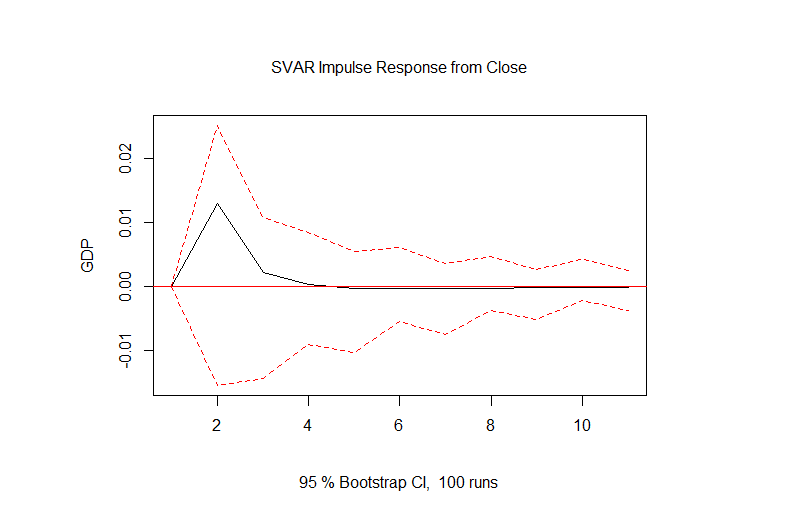 SVAR Impulse Response from Close
GDP
0.02
0.01
0.00
-0.01
2 4 6 8 10
95 % Bootstrap CI, 100 runs